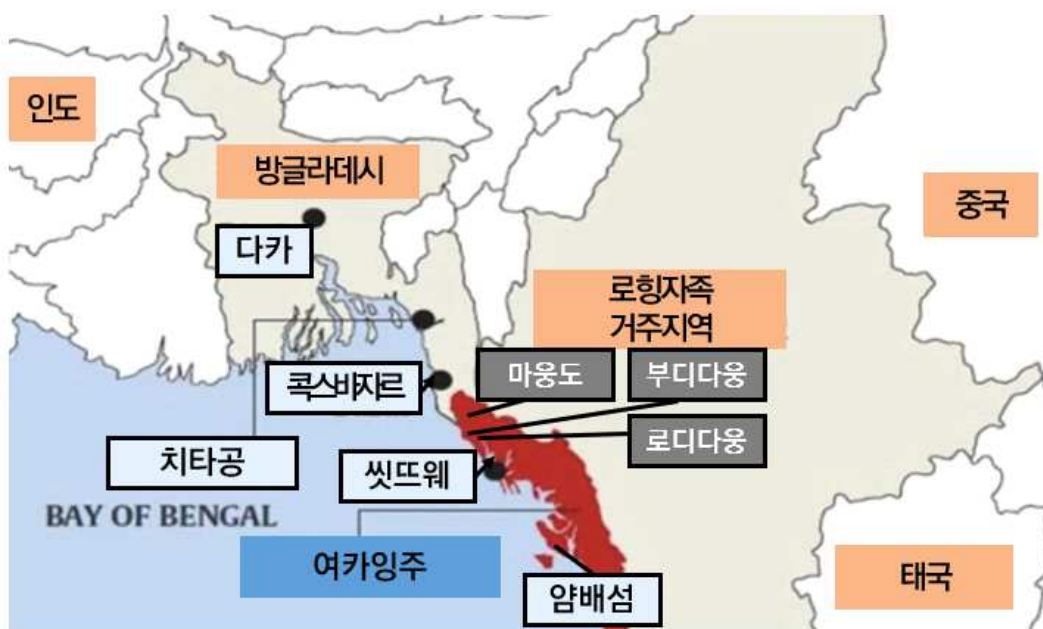 인도
방글라데시
중국
다카
로힝자족
거주지역
마웅도
부디다웅
콕스비자르
로디다웅
치타공
씻뜨웨
BAY OF BENGAL
여카잉주
얌배섬
태국